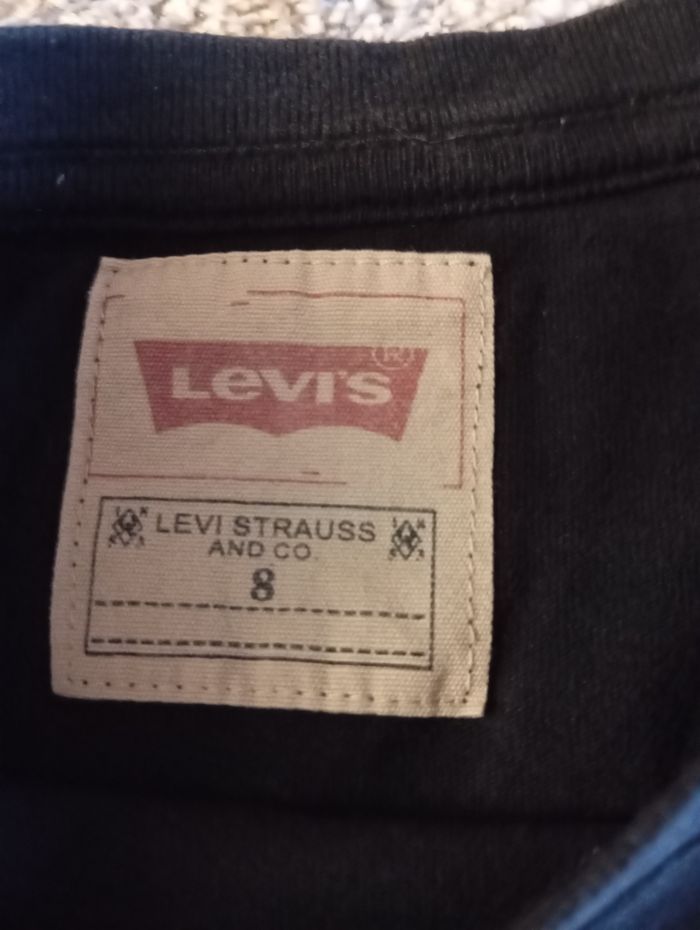 LEVI'S®
LEVI STRAUSS
AND CO.
8